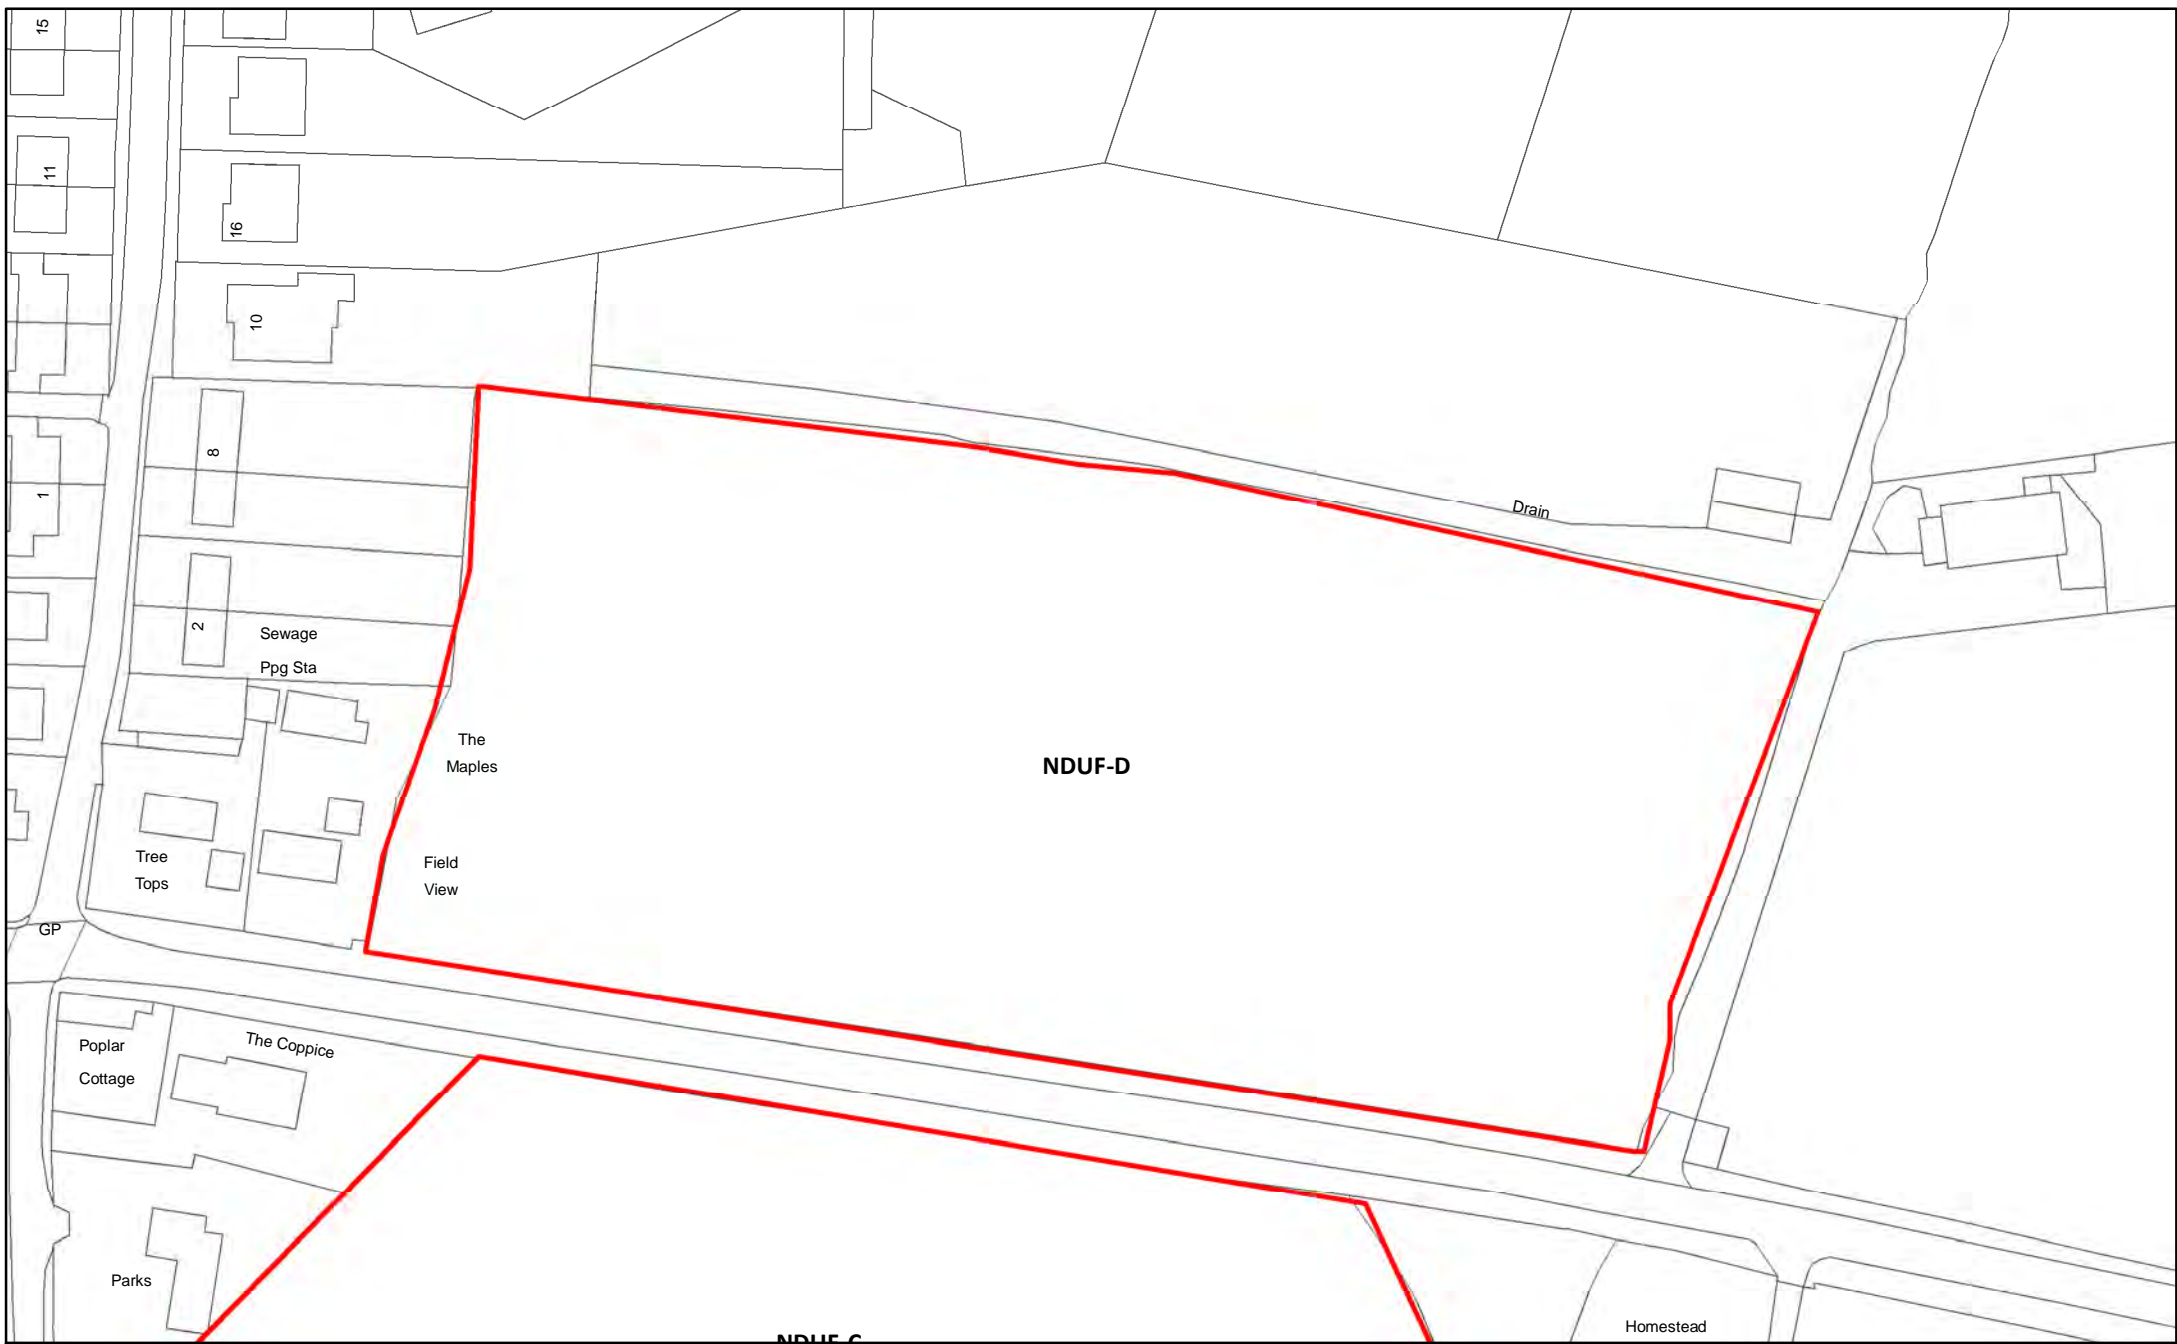 15
11
16
10
8
Drain
1
2
Sewage
Ppg Sta
The
Maples
NDUF-D
Tree
Tops
Field
View
GP
The Coppice
Poplar
Cottage
Parks
Homestead
NDUF-C